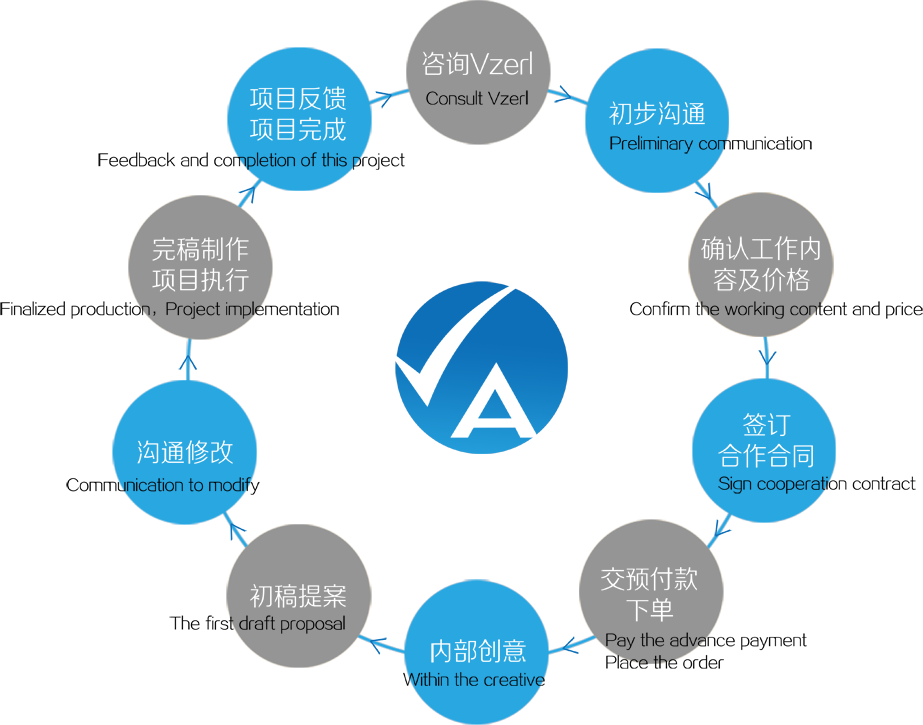 咨询Vzerl
Consult Vzerl
初步沟通
Preliminary communication
确认工作内
容及价格
Confirm the working content and price
签订
合作合同
Sign cooperation contract
交预付款
下单
Pay the advance payment
Place the order
内部创意
Within the creative
初稿提案
The first draft proposal
沟通修改
Communication to modify
完稿制作
项目执行
Finalized production，Project implementation
项目反馈
项目完成
Feedback and completion of this project
A